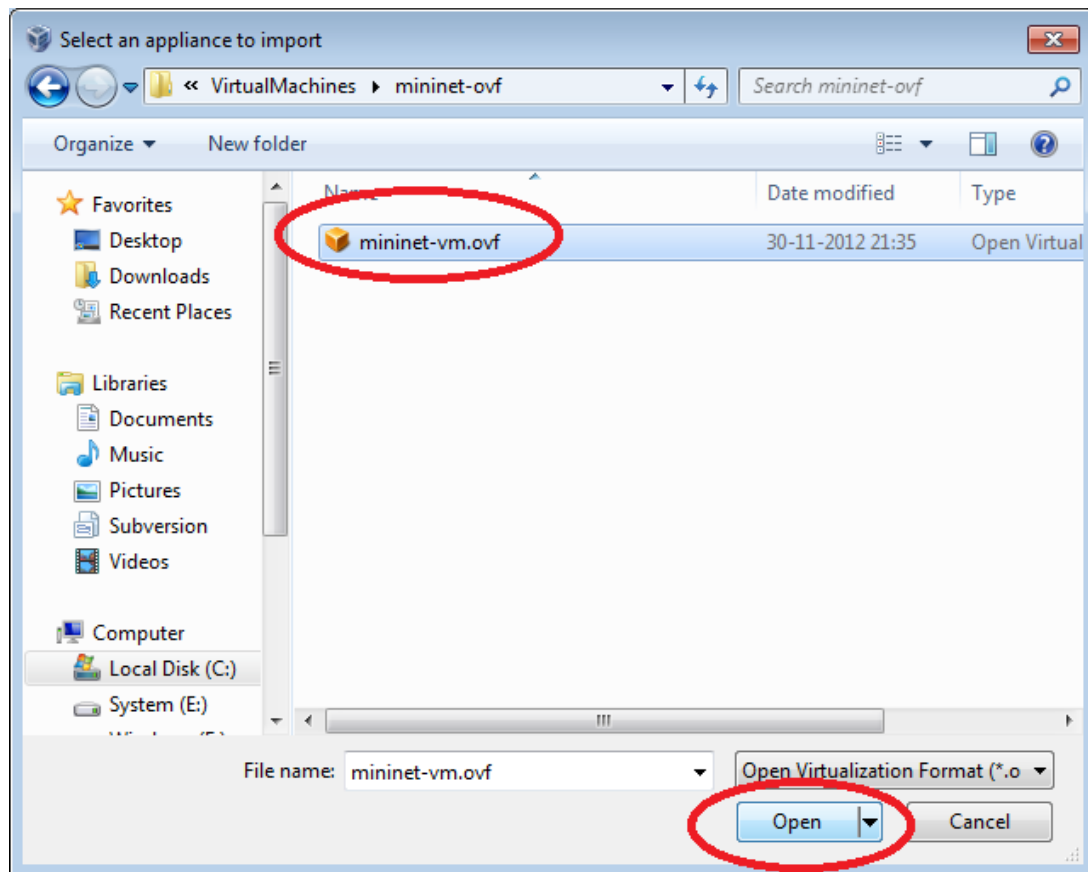 Select an appliance to import
« VirtualMachines mininet-ovf
Search mininet-ovf
Organize
New folder
Name
Date modified
Type
mininet-vm.ovf
30-11-2012 21:35
Open Virtual
Favorites
Desktop
Downloads
Recent Places
Libraries
Documents
Music
Pictures
Subversion
Videos
Computer
Local Disk (C:)
System (E:)
File name:
mininet-vm.ovf
Open Virtualization Format (*.o
Open
Cancel